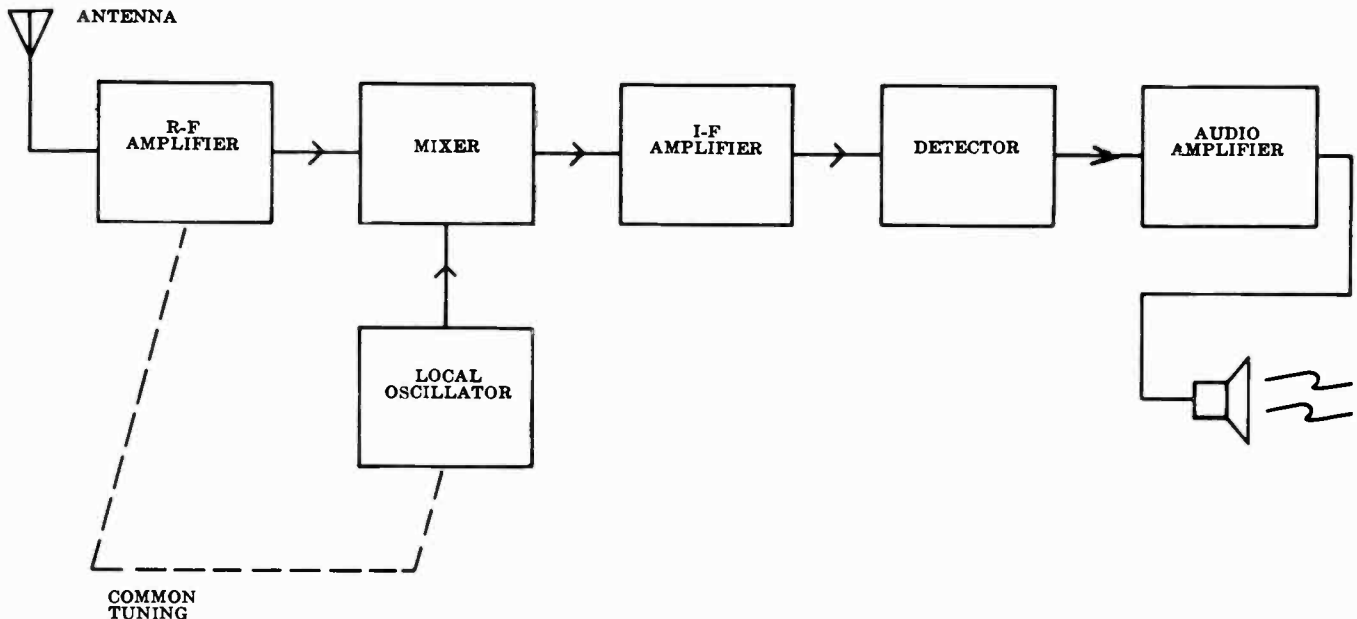 ANTENNA
R-F
AMPLIFIER
MIXER
I-F
AMPLIFIER
DETECTOR
AUDIO
AMPLIFIER
LOCAL
OSCILLATOR
COMMON
TUNING